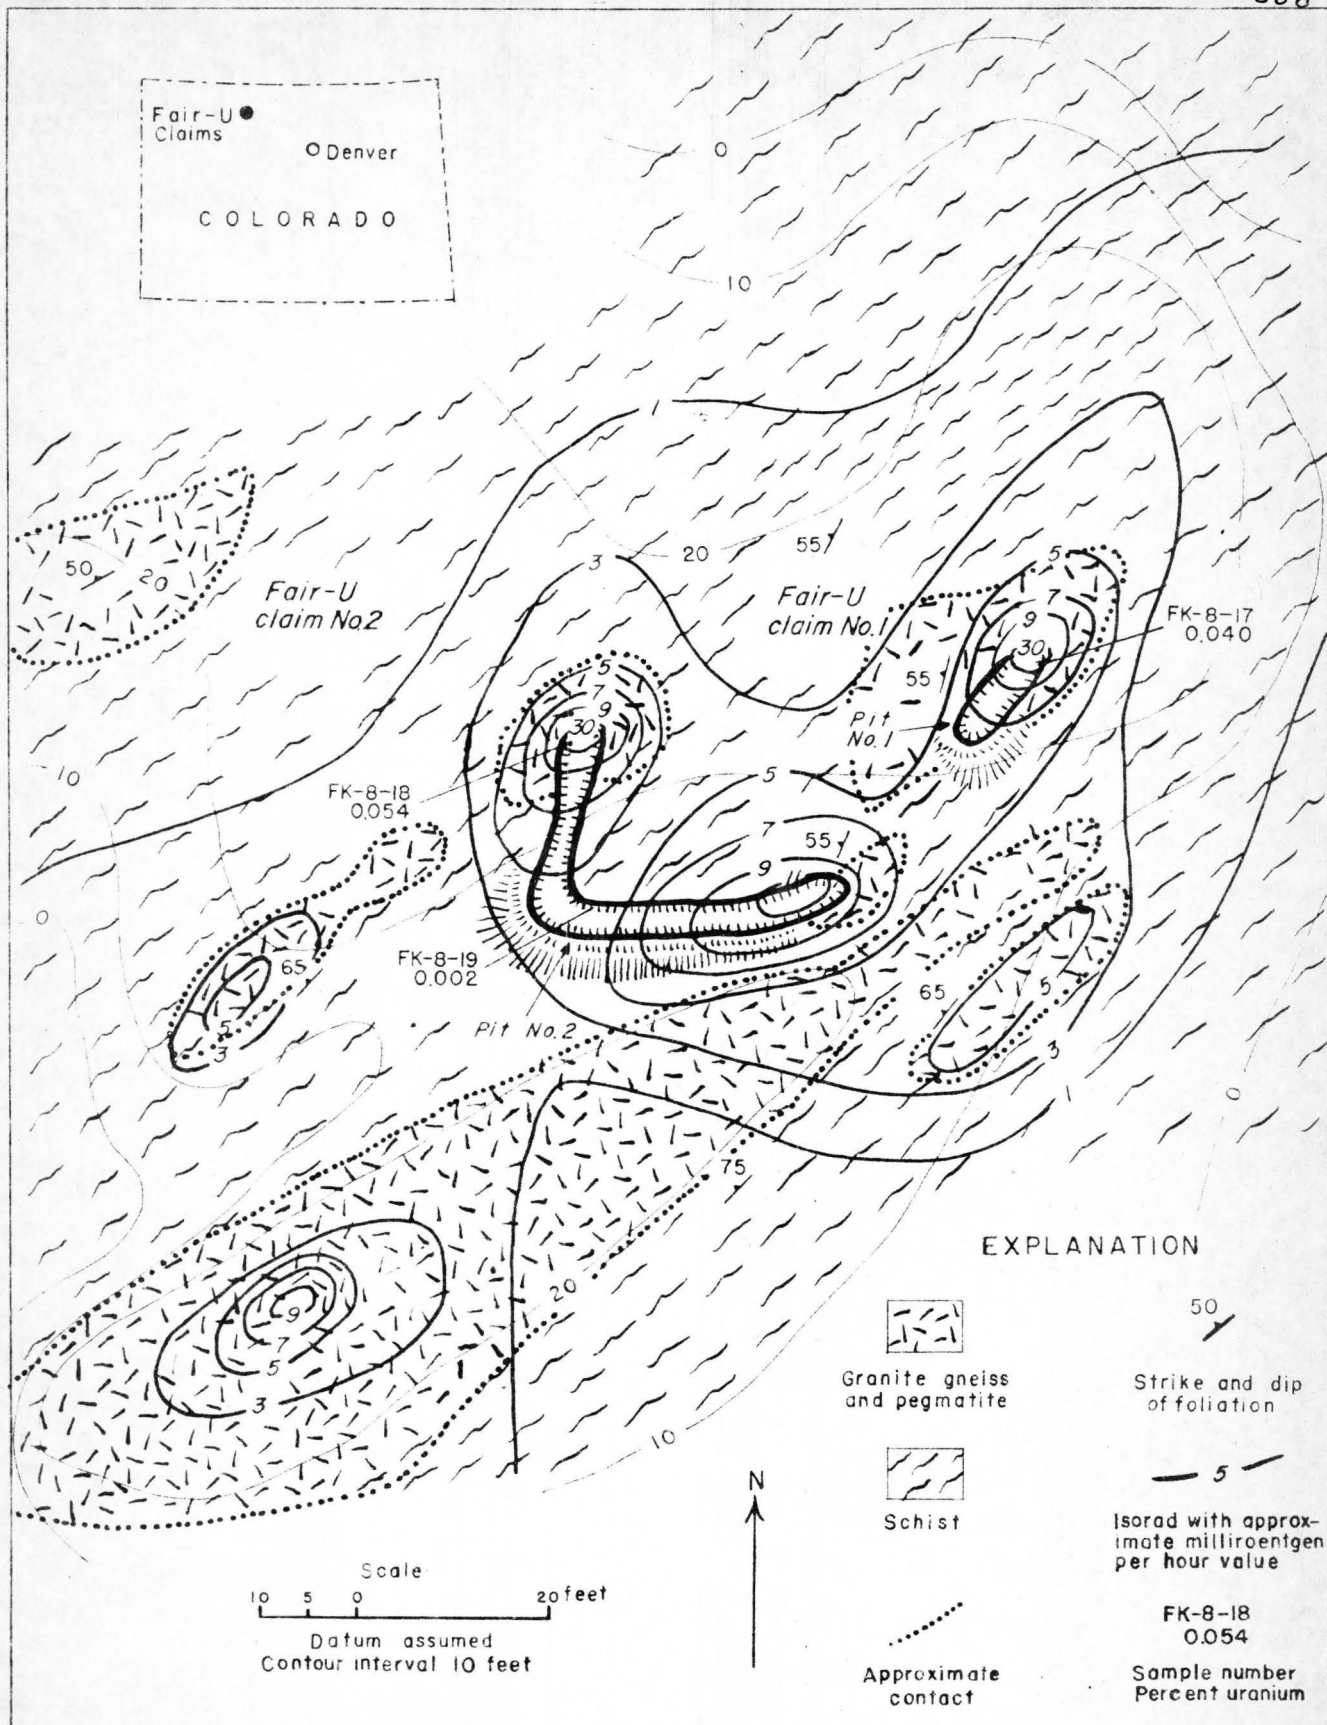 Fair-U
Claims
Denver
COLORADO
0
10
1
3
20
55
50
20
Fair-U
claim No.2
Fair-U
claim No.1
5
7
9
30
FK-8-17
0.040
55
Pit
No.1
5
7
9
30
10
FK-8-18
0.054
5
7
55
9
0
65
FK-8-19
0.002
65
5
5
3
Pit No.2
3
1
0
75
20
9
7
5
3
10
EXPLANATION
Granite gneiss
and pegmatite
50
Strike and dip
of foliation
Schist
5
Isorad with approx-
imate milliroentgen
per hour value
N
Scale
10 5 0 20 feet
Datum assumed
Contour interval 10 feet
Approximate
contact
FK-8-18
0.054
Sample number
Percent uranium